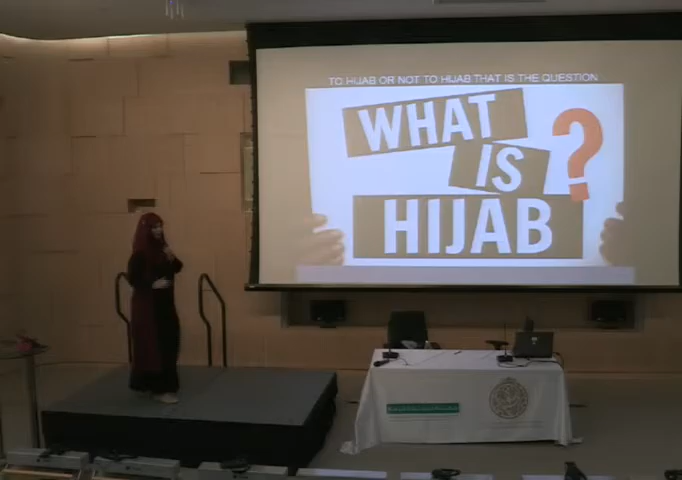 TO HIJAB OR NOT TO HIJAB THAT IS THE QUESTION
WHAT
IS
?
HIJAB